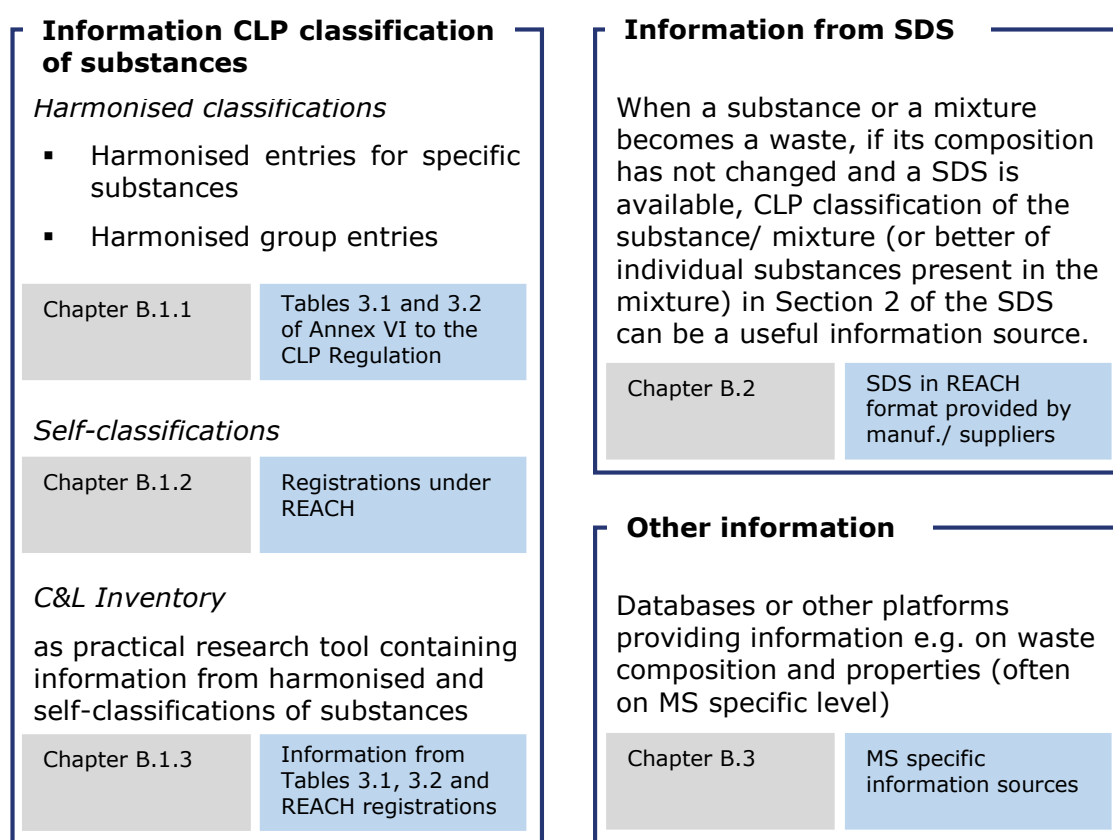 Information CLP classification
of substances
Harmonised classifications
▪ Harmonised entries for specific
substances
▪ Harmonised group entries
Chapter B.1.1
Tables 3.1 and 3.2
of Annex VI to the
CLP Regulation
Self-classifications
Chapter B.1.2
Registrations under
REACH
C&L Inventory
as practical research tool containing
information from harmonised and
self-classifications of substances
Chapter B.1.3
Information from
Tables 3.1, 3.2 and
REACH registrations
Information from SDS
When a substance or a mixture
becomes a waste, if its composition
has not changed and a SDS is
available, CLP classification of the
substance/ mixture (or better of
individual substances present in the
mixture) in Section 2 of the SDS
can be a useful information source.
Chapter B.2
SDS in REACH
format provided by
manuf./ suppliers
Other information
Databases or other platforms
providing information e.g. on waste
composition and properties (often
on MS specific level)
Chapter B.3
MS specific
information sources